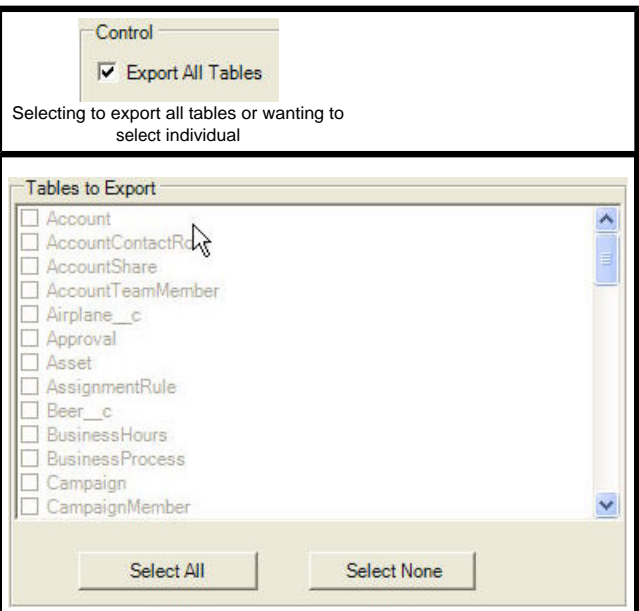 Control
Export All Tables
Selecting to export all tables or wanting to
select individual
Tables to Export
Account
AccountContactRo
AccountShare
AccountTeamMember
Airplane__c
Approval
Asset
AssignmentRule
Beer__c
BusinessHours
BusinessProcess
Campaign
CampaignMember
Select All
Select None